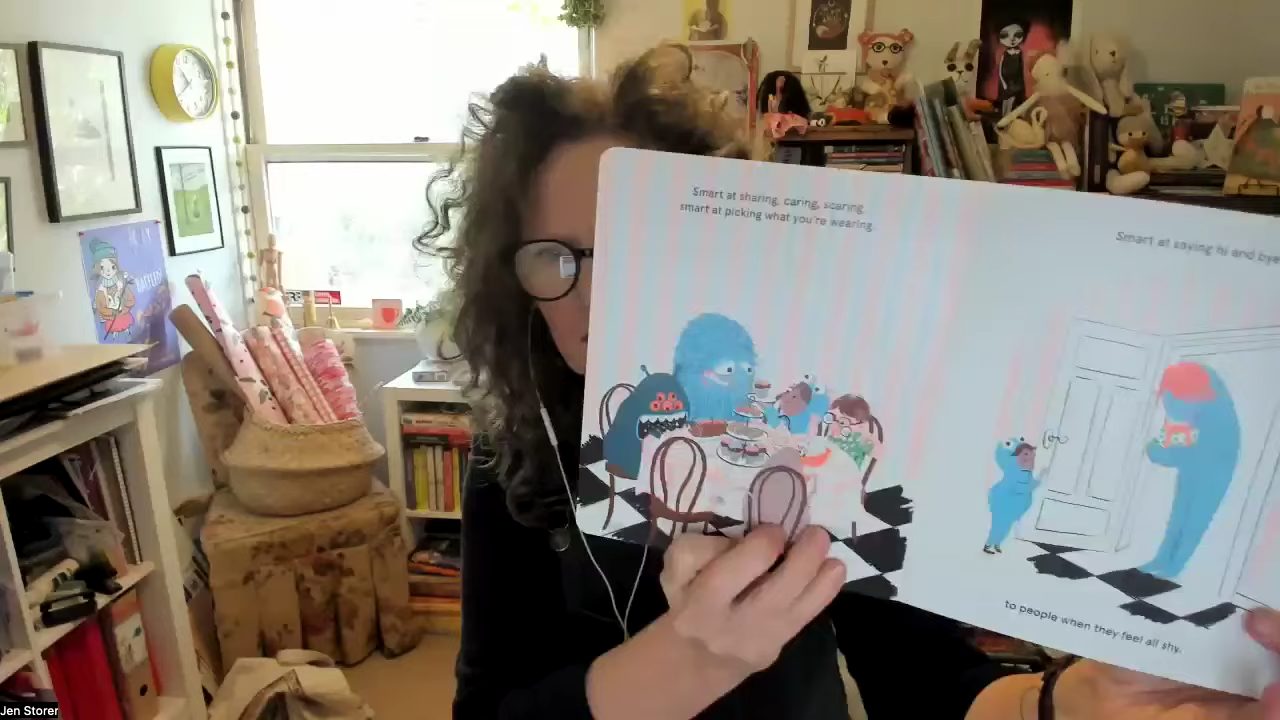 Smart at sharing, caring, scaring,
smart at picking what you're wearing.
Smart at saying hi and bye
to people when they feel all shy.
Jen Storer